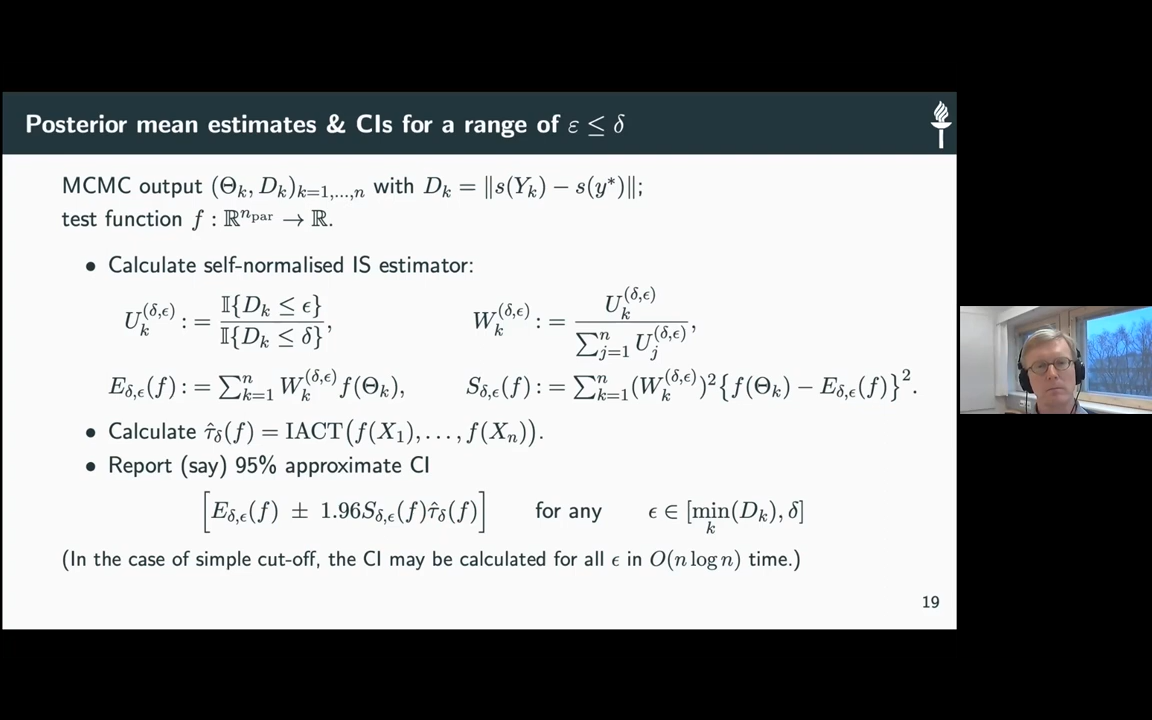 Posterior mean estimates & CIs for a range of ε ≤ δ
MCMC output (Θ_k, D_k)_{k=1,...,n} with D_k = ‖s(Y_k) − s(y*)‖;
test function f : ℝ^{n_par} → ℝ.
• Calculate self-normalised IS estimator:
U_k^{(δ,ϵ)} := 𝕀{D_k ≤ ϵ} / 𝕀{D_k ≤ δ}, W_k^{(δ,ϵ)} := U_k^{(δ,ϵ)} / ∑_{j=1}^n U_j^{(δ,ϵ)},
E_{δ,ϵ}(f) := ∑_{k=1}^n W_k^{(δ,ϵ)} f(Θ_k), S_{δ,ϵ}(f) := ∑_{k=1}^n (W_k^{(δ,ϵ)})²{f(Θ_k) − E_{δ,ϵ}(f)}².
• Calculate τ̂_δ(f) = IACT(f(X_1), . . . , f(X_n)).
• Report (say) 95% approximate CI
[E_{δ,ϵ}(f) ± 1.96S_{δ,ϵ}(f)τ̂_δ(f)] for any ϵ ∈ [min_k(D_k), δ]
(In the case of simple cut-off, the CI may be calculated for all ϵ in O(n log n) time.)
19